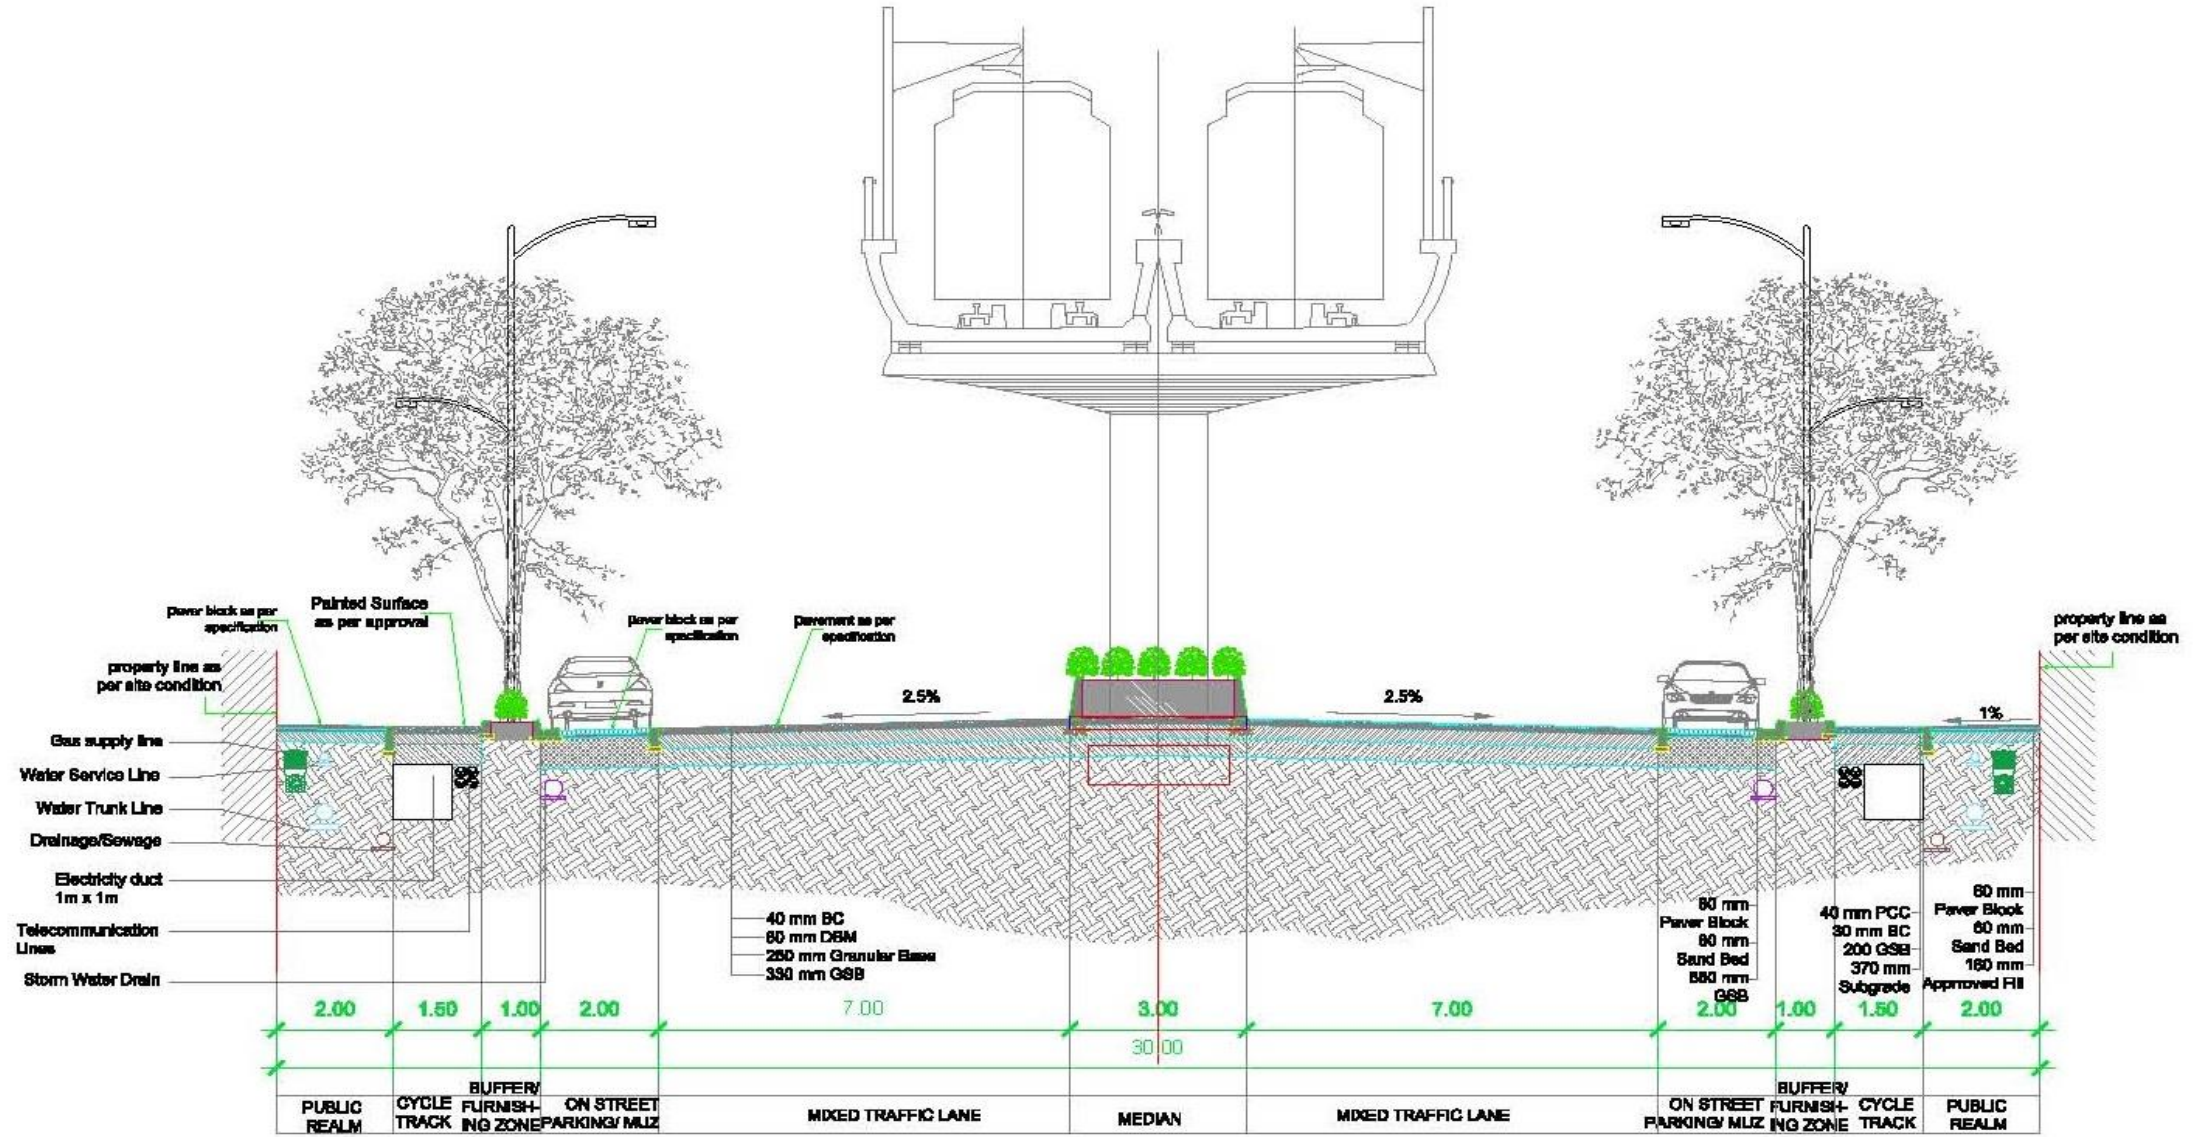 Painted Surface
as per approval
paver block as per
specification
paver block as per
specification
pavement as per
specification
property line as
per site condition
property line as
per site condition
2.5%
2.5%
1%
Gas supply line
Water Service Line
Water Trunk Line
Drainage/Sewage
Electricity duct
1m x 1m
Telecommunication
Lines
Storm Water Drain
40 mm BC
mm DBM
mm Granular Base
330 mm GSB
mm
Paver Block
mm
Sand Bed
mm
GSB
40 mm PCC
30 mm BC
200 GSB
370 mm
Subgrade
60 mm
Paver Block
60 mm
Sand Bed
mm
Approved Fill
2.00
1.50
1.00
2.00
7.00
3.00
7.00
2.00
1.00
1.50
2.00
30.00
PUBLIC
REALM
CYCLE
TRACK
BUFFER/
FURNISH-
ING ZONE
ON STREET
PARKING/ MUZ
MIXED TRAFFIC LANE
MEDIAN
MIXED TRAFFIC LANE
ON STREET
PARKING/ MUZ
BUFFER/
FURNISH-
ING ZONE
CYCLE
TRACK
PUBLIC
REALM